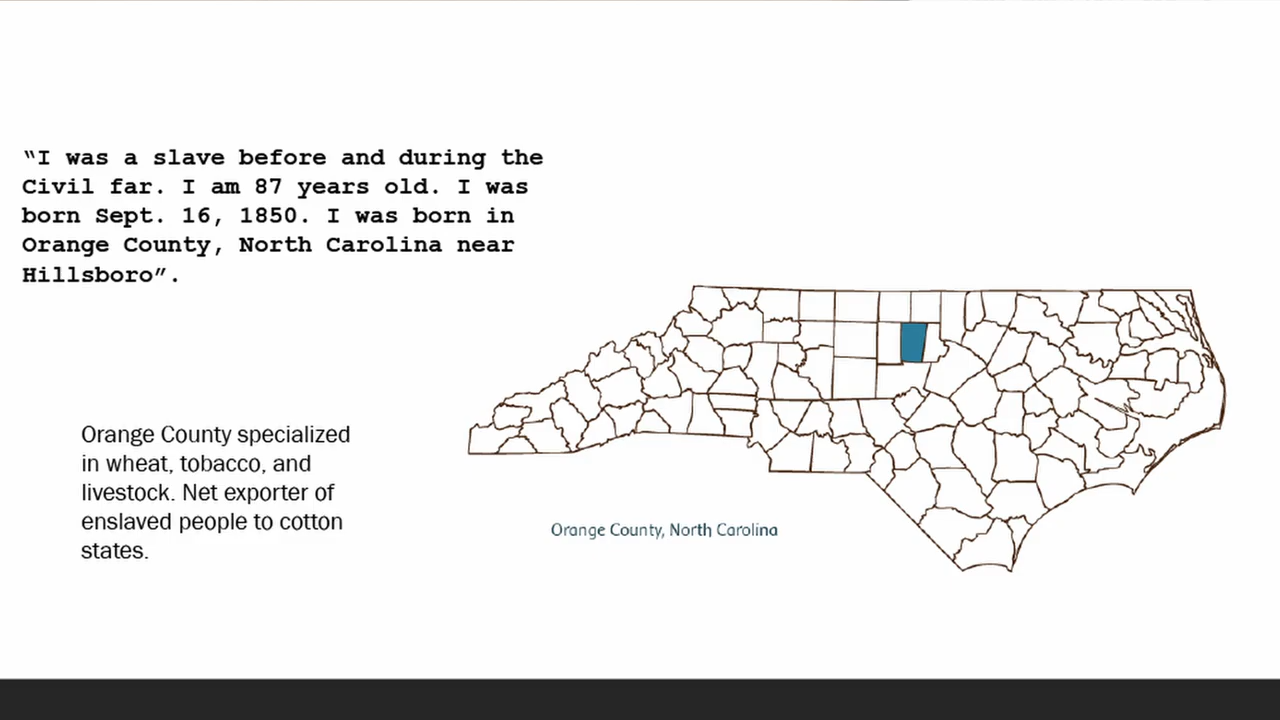 “I was a slave before and during the
Civil far. I am 87 years old. I was
born Sept. 16, 1850. I was born in
Orange County, North Carolina near
Hillsboro”.
Orange County specialized
in wheat, tobacco, and
livestock. Net exporter of
enslaved people to cotton
states.
Orange County, North Carolina